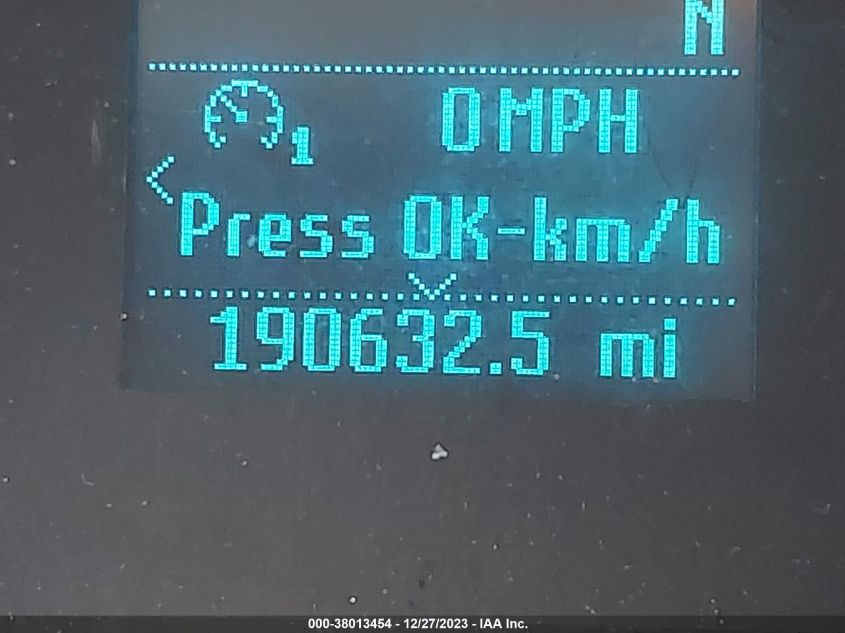 N
1 0 MPH
Press OK-km/h
190632.5 mi
000-38013454 - 12/27/2023 - IAA Inc.